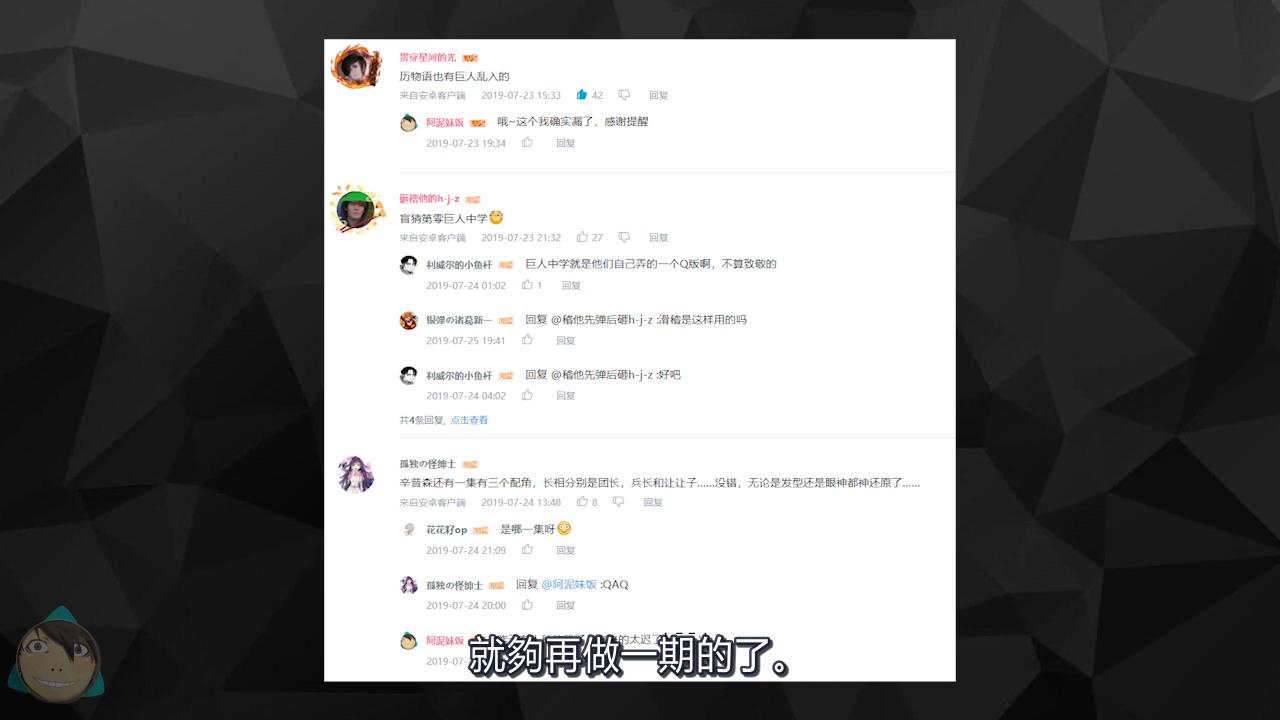 贯穿星河的光 LV5
历物语也有巨人乱入的
来自安卓客户端 2019-07-23 15:33 42 回复
阿泥妹饭 LV5 哦~这个我确实漏了，感谢提醒
2019-07-23 19:34 回复
砸稽他的h-j-z
盲猜第零巨人中学
来自安卓客户端 2019-07-23 21:32 27 回复
利威尔的小鱼杆 巨人中学就是他们自己弄的一个Q版啊，不算致敬的
2019-07-24 01:02 1 回复
银弹の诸葛新一 回复 @稽他先弹后砸h-j-z :滑稽是这样用的吗
2019-07-25 19:41 回复
利威尔的小鱼杆 回复 @稽他先弹后砸h-j-z :好吧
2019-07-24 04:02 回复
共4条回复, 点击查看
孤独の怪绅士
辛普森还有一集有三个配角，长相分别是团长，兵长和让让子......没错，无论是发型还是眼神都神还原了......
来自安卓客户端 2019-07-24 13:48 8 回复
花花籽op 是哪一集呀
2019-07-24 21:09 回复
孤独の怪绅士 回复 @阿泥妹饭 :QAQ
2019-07-24 20:00 回复
阿泥妹饭 的太迟了
2019-07
就夠再做一期的了。